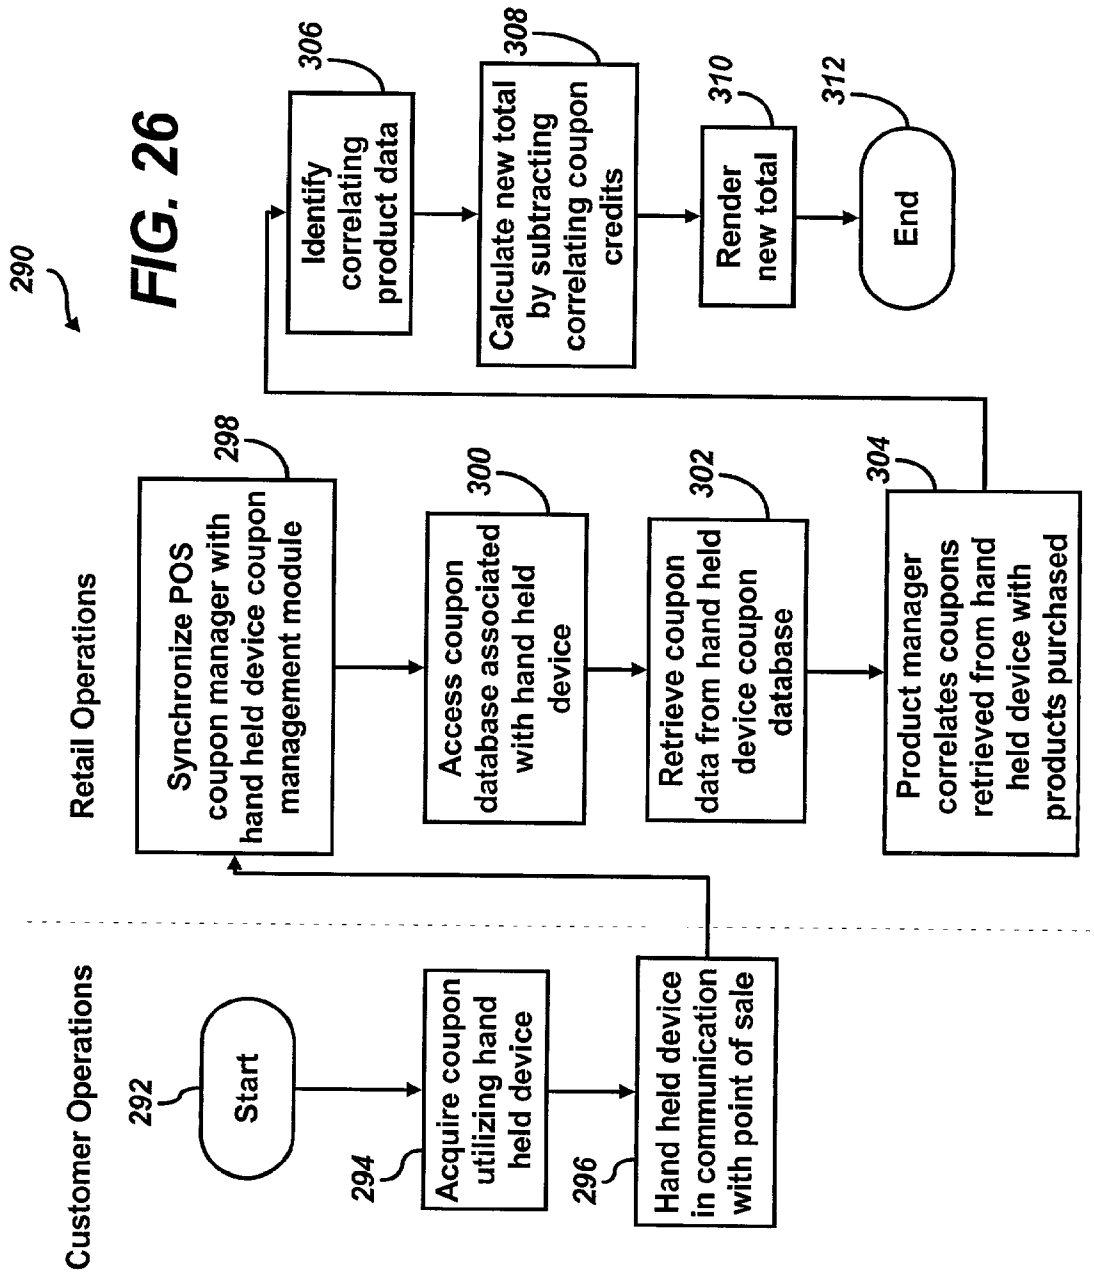 290
FIG. 26
Customer Operations
Retail Operations
292
Start
294
Acquire coupon
utilizing hand
held device
296
Hand held device
in communication
with point of sale
298
Synchronize POS
coupon manager with
hand held device coupon
management module
300
Access coupon
database associated
with hand held
device
302
Retrieve coupon
data from hand held
device coupon
database
304
Product manager
correlates coupons
retrieved from hand
held device with
products purchased
306
Identify
correlating
product data
308
Calculate new total
by subtracting
correlating coupon
credits
310
Render
new total
312
End